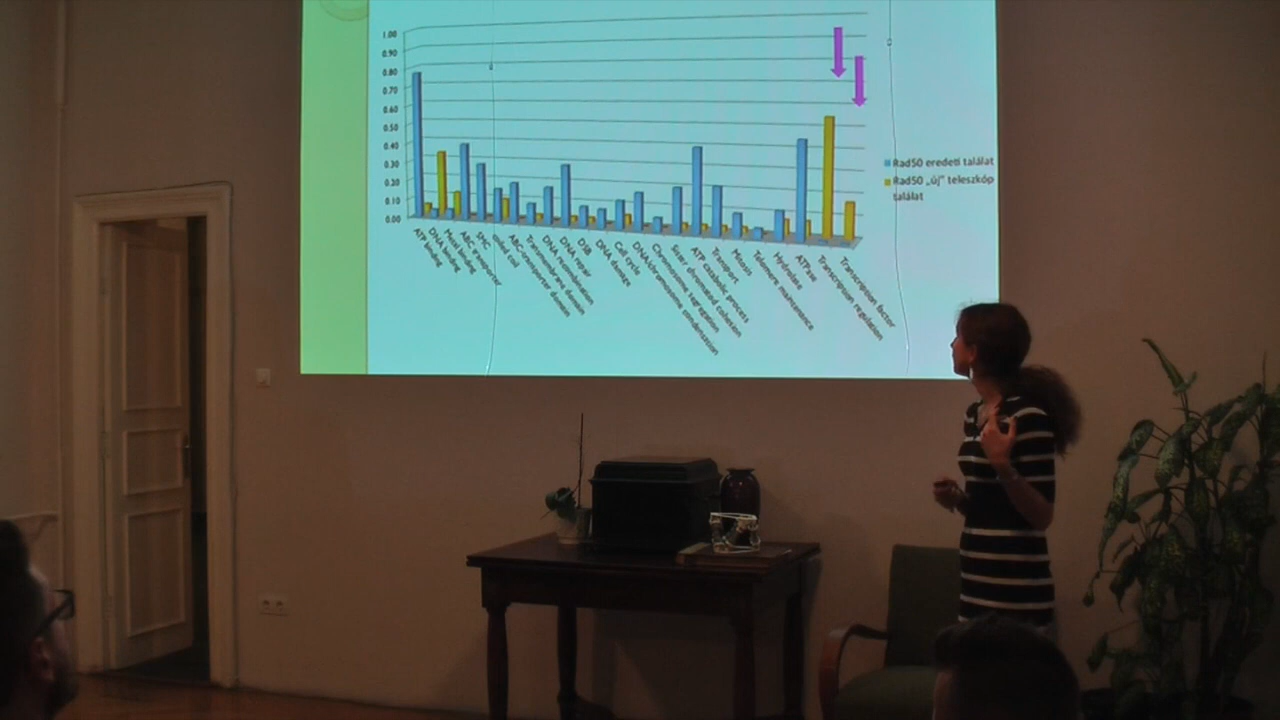 1.00
0.90
0.80
0.70
0.60
0.50
0.40
0.30
0.20
0.10
0.00
ATP binding
DNA binding
Metal binding
ABC transporter
SMC
coiled coil
ABC-transporter domain
Transmembrane domain
DNA recombination
DNA repair
DSB
DNA damage
Cell cycle
DNA/chromosome condensation
Chromosome segregation
Sister chromatid cohesion
ATP catabolic process
Transport
Mitosis
Telomere maintenance
Hydrolase
ATPase
Transcription regulation
Transcription factor
Rad50 eredeti találat
Rad50 „új” teleszkóp
találat